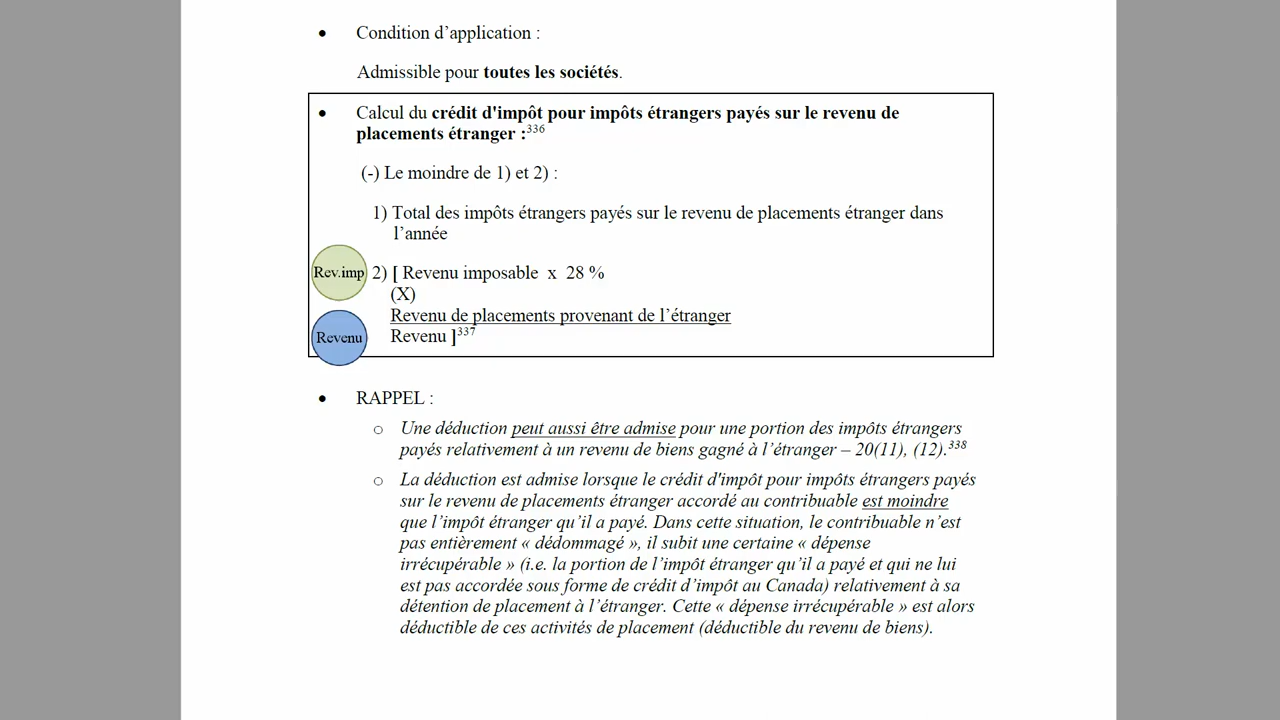 • Condition d’application :
Admissible pour toutes les sociétés.
• Calcul du crédit d'impôt pour impôts étrangers payés sur le revenu de
placements étranger :336
(-) Le moindre de 1) et 2) :
1) Total des impôts étrangers payés sur le revenu de placements étranger dans
l’année
Rev.imp 2) [ Revenu imposable x 28 %
(X)
Revenu de placements provenant de l’étranger
Revenu Revenu ]337
• RAPPEL :
o Une déduction peut aussi être admise pour une portion des impôts étrangers
payés relativement à un revenu de biens gagné à l’étranger – 20(11), (12).338
o La déduction est admise lorsque le crédit d'impôt pour impôts étrangers payés
sur le revenu de placements étranger accordé au contribuable est moindre
que l’impôt étranger qu’il a payé. Dans cette situation, le contribuable n’est
pas entièrement « dédommagé », il subit une certaine « dépense
irrécupérable » (i.e. la portion de l’impôt étranger qu’il a payé et qui ne lui
est pas accordée sous forme de crédit d’impôt au Canada) relativement à sa
détention de placement à l’étranger. Cette « dépense irrécupérable » est alors
déductible de ces activités de placement (déductible du revenu de biens).